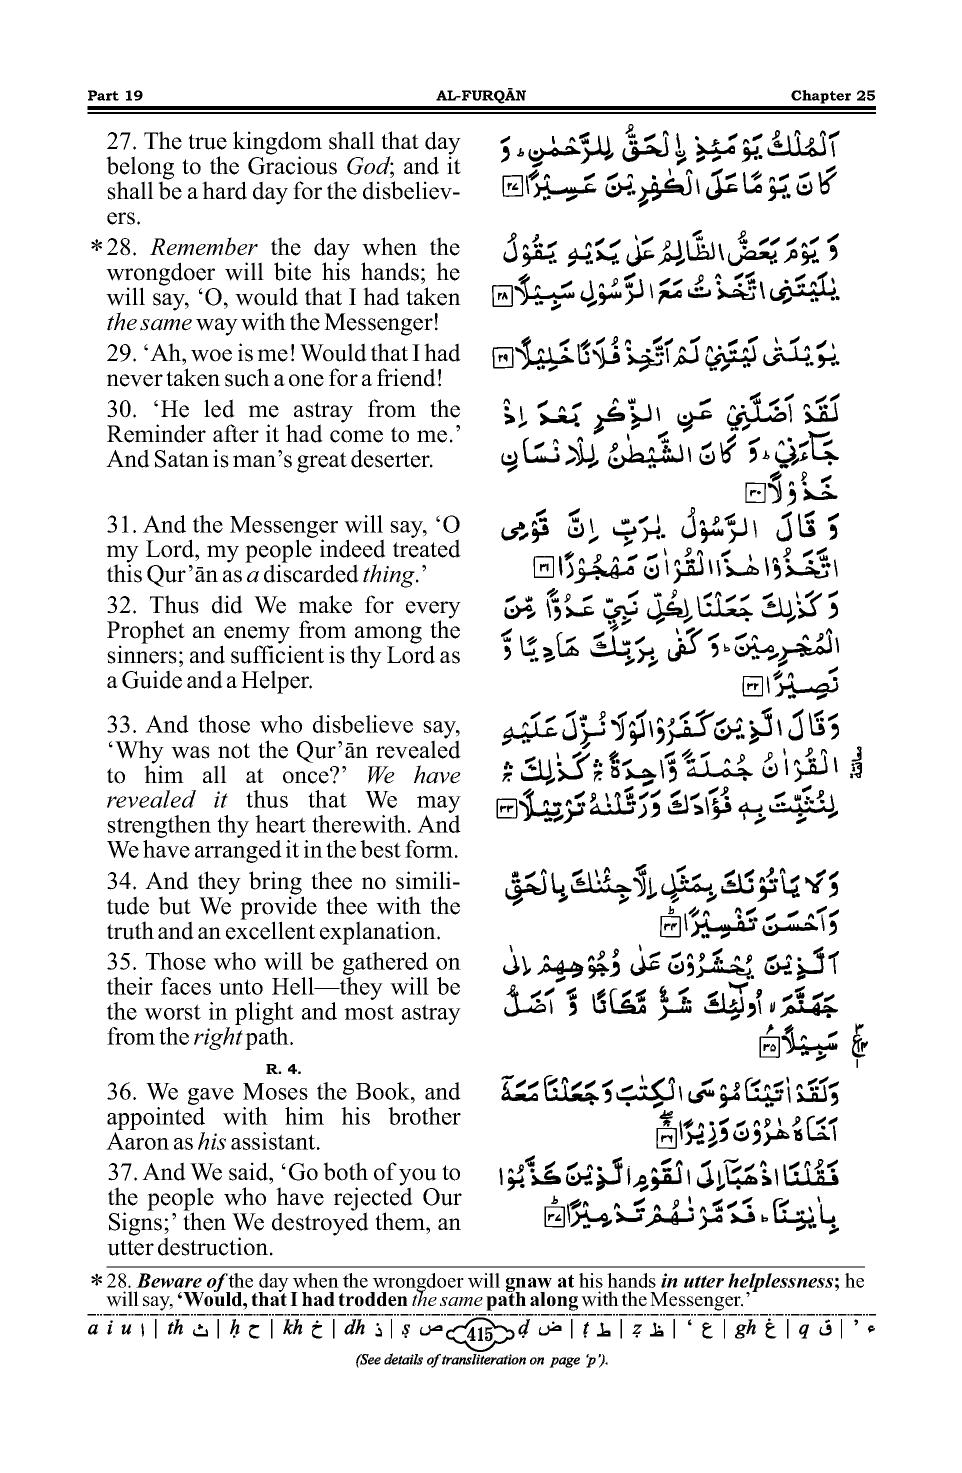 Part 19 AL-FURQĀN Chapter 25
27. The true kingdom shall that day
belong to the Gracious God; and it
shall be a hard day for the disbeliev-
ers.
اَلْمُلْكُ يَوْمَئِذِ ِۣالْحَقُّ لِلرَّحْمٰنِ ؕ وَ
كَانَ يَوْمًا عَلَى الْكٰفِرِيْنَ عَسِيْرًا ۲۷
*28. Remember the day when the
wrongdoer will bite his hands; he
will say, ‘O, would that I had taken
the same way with the Messenger!
وَ يَوْمَ يَعَضُّ الظَّالِمُ عَلٰى يَدَيْهِ يَقُوْلُ
يٰلَيْتَنِى اتَّخَذْتُ مَعَ الرَّسُوْلِ سَبِيْلًا ۲۸
29. ‘Ah, woe is me! Would that I had
never taken such a one for a friend!
يٰوَيْلَتٰى لَيْتَنِيْ لَمْ اَتَّخِذْ فُلَانًا خَلِيْلًا ۲۹
30. ‘He led me astray from the
Reminder after it had come to me.’
And Satan is man’s great deserter.
لَقَدْ اَضَلَّنِيْ عَنِ الذِّكْرِ بَعْدَ اِذْ
جَآءَنِيْ ؕ وَ كَانَ الشَّيْطٰنُ لِلْاِنْسَانِ
خَذُوْلًا ۳۰
31. And the Messenger will say, ‘O
my Lord, my people indeed treated
this Qur’ān as a discarded thing.’
وَ قَالَ الرَّسُوْلُ يٰرَبِّ اِنَّ قَوْمِى
اتَّخَذُوْا هٰذَا الْقُرْاٰنَ مَهْجُوْرًا ۳۱
32. Thus did We make for every
Prophet an enemy from among the
sinners; and sufficient is thy Lord as
a Guide and a Helper.
وَ كَذٰلِكَ جَعَلْنَا لِكُلِّ نَبِيٍّ عَدُوًّا مِّنَ
الْمُجْرِمِيْنَ ؕ وَ كَفٰى بِرَبِّكَ هَادِيًا وَّ
نَصِيْرًا ۳۲
33. And those who disbelieve say,
‘Why was not the Qur’ān revealed
to him all at once?’ We have
revealed it thus that We may
strengthen thy heart therewith. And
We have arranged it in the best form.
وَقَالَ الَّذِيْنَ كَفَرُوْا لَوْلَا نُزِّلَ عَلَيْهِ
الْقُرْاٰنُ جُمْلَةً وَّاحِدَةً ۛ كَذٰلِكَ ۛ
معانقة
لِنُثَبِّتَ بِهٖ فُؤَادَكَ وَرَتَّلْنٰهُ تَرْتِيْلًا ۳۳
34. And they bring thee no simili-
tude but We provide thee with the
truth and an excellent explanation.
وَلَا يَاْتُوْنَكَ بِمَثَلٍ اِلَّا جِئْنٰكَ بِالْحَقِّ
وَاَحْسَنَ تَفْسِيْرًا ۳۴ ؕ
35. Those who will be gathered on
their faces unto Hell—they will be
the worst in plight and most astray
from the right path.
اَلَّذِيْنَ يُحْشَرُوْنَ عَلٰى وُجُوْهِهِمْ اِلٰى
جَهَنَّمَ ۙ اُولٰٓئِكَ شَرٌّ مَّكَانًا وَّ اَضَلُّ
سَبِيْلًا ۳۵
R. 4.
36. We gave Moses the Book, and
appointed with him his brother
Aaron as his assistant.
وَلَقَدْ اٰتَيْنَا مُوْسَى الْكِتٰبَ وَجَعَلْنَا مَعَهٗٓ
اَخَاهُ هٰرُوْنَ وَزِيْرًا ۳۶
37. And We said, ‘Go both of you to
the people who have rejected Our
Signs;’ then We destroyed them, an
utter destruction.
فَقُلْنَا اذْهَبَآ اِلَى الْقَوْمِ الَّذِيْنَ كَذَّبُوْا
بِاٰيٰتِنَا ؕ فَدَمَّرْنٰهُمْ تَدْمِيْرًا ۳۷ ؕ
*28. Beware of the day when the wrongdoer will gnaw at his hands in utter helplessness; he
will say, ‘Would, that I had trodden the same path along with the Messenger.’
a i u ا | th ث | ḥ ح | kh خ | dh ذ | ṣ ص 415 ḍ ض | ṭ ط | ẓ ظ | ‘ ع | gh غ | q ق | ’ ء
(See details of transliteration on page ‘p’).